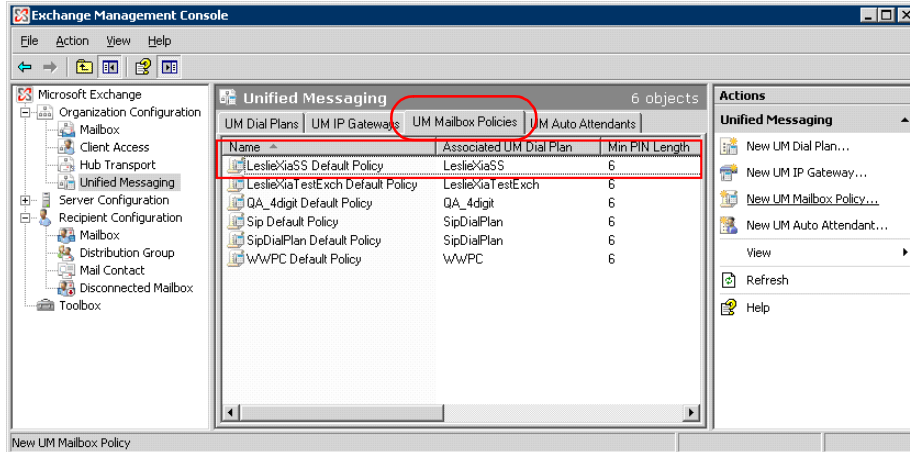 Exchange Management Console
File Action View Help
Microsoft Exchange
Organization Configuration
Mailbox
Client Access
Hub Transport
Unified Messaging
Server Configuration
Recipient Configuration
Mailbox
Distribution Group
Mail Contact
Disconnected Mailbox
Toolbox
Unified Messaging 6 objects
UM Dial Plans UM IP Gateways UM Mailbox Policies UM Auto Attendants
Name Associated UM Dial Plan Min PIN Length
LeslieXiaSS Default Policy LeslieXiaSS 6
LeslieXiaTestExch Default Policy LeslieXiaTestExch 6
QA_4digit Default Policy QA_4digit 6
Sip Default Policy SipDialPlan 6
SipDialPlan Default Policy SipDialPlan 6
WWPC Default Policy WWPC 6
Actions
Unified Messaging
New UM Dial Plan...
New UM IP Gateway...
New UM Mailbox Policy...
New UM Auto Attendant...
View
Refresh
Help
New UM Mailbox Policy